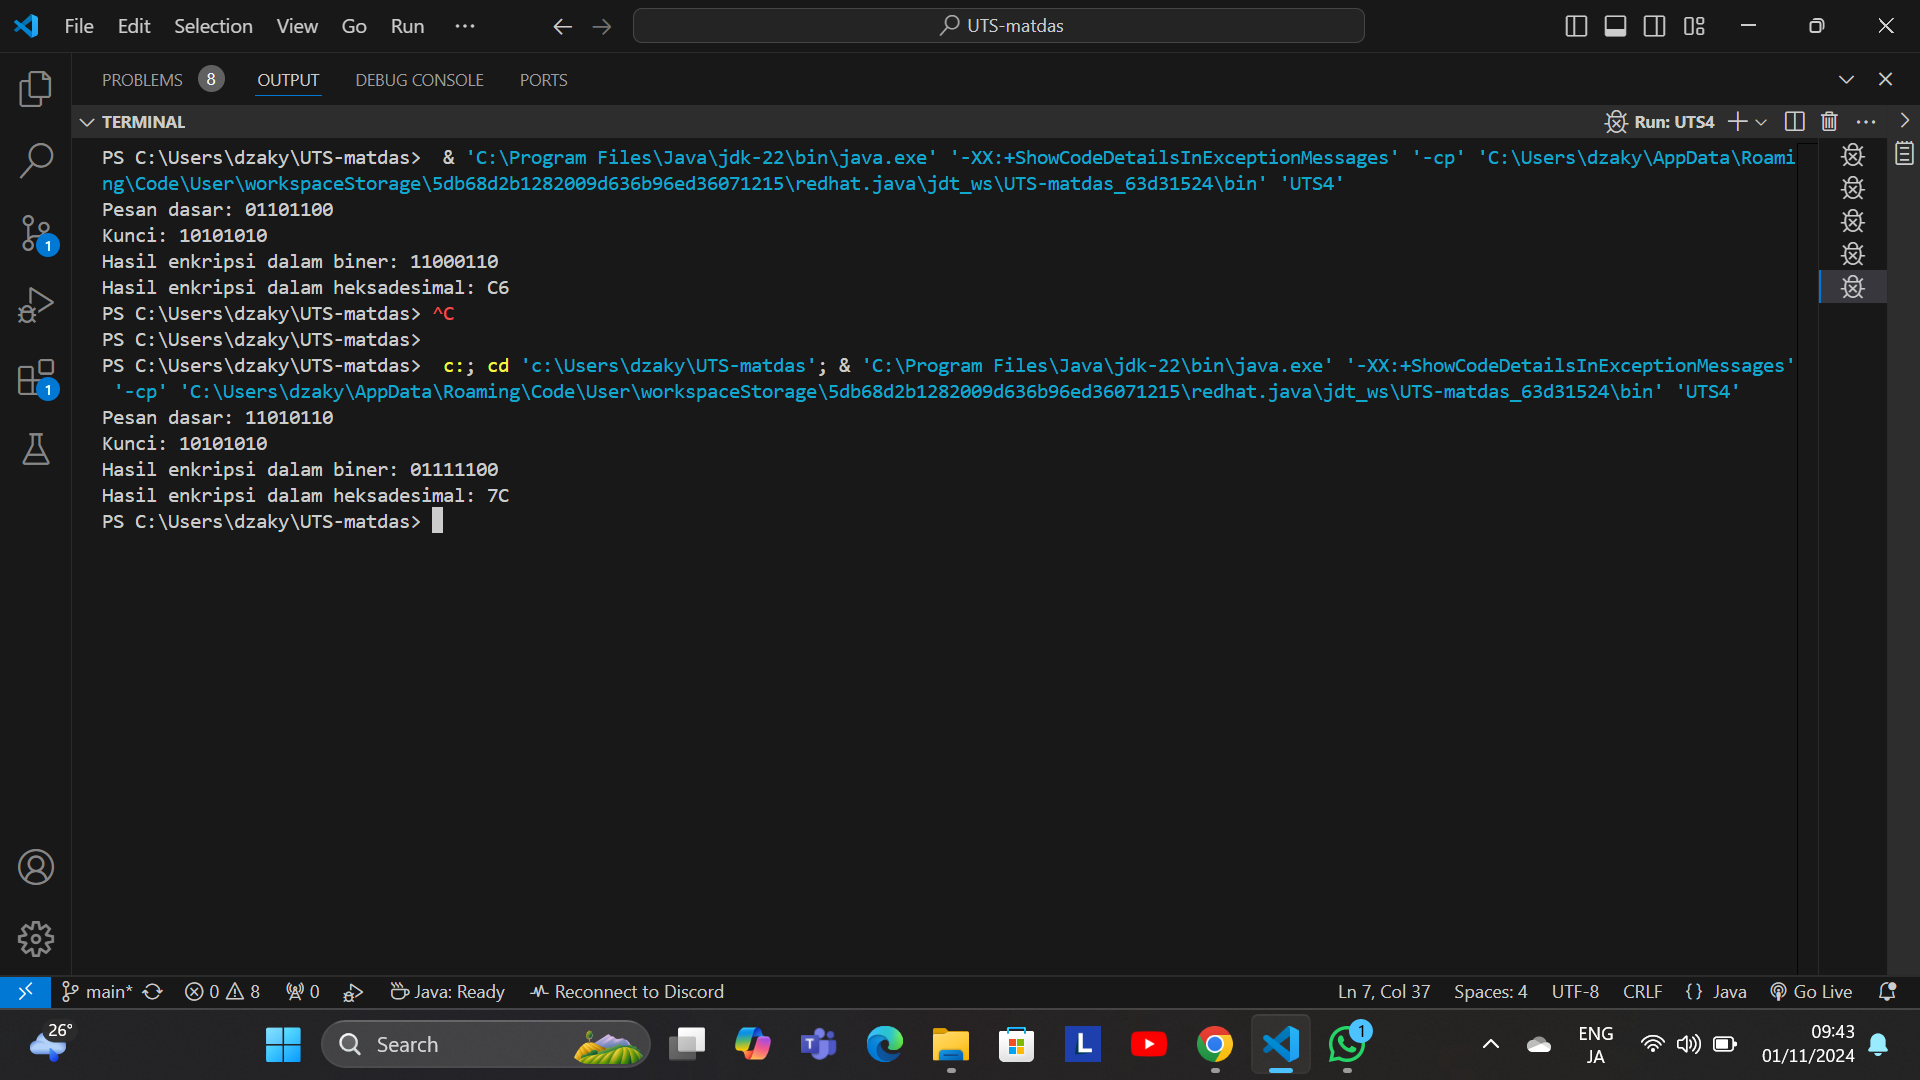 File Edit Selection View Go Run ··· UTS-matdas
PROBLEMS 8 OUTPUT DEBUG CONSOLE PORTS
TERMINAL Run: UTS4
PS C:\Users\dzaky\UTS-matdas>  & 'C:\Program Files\Java\jdk-22\bin\java.exe' '-XX:+ShowCodeDetailsInExceptionMessages' '-cp' 'C:\Users\dzaky\AppData\Roami
ng\Code\User\workspaceStorage\5db68d2b1282009d636b96ed36071215\redhat.java\jdt_ws\UTS-matdas_63d31524\bin' 'UTS4'
Pesan dasar: 01101100
Kunci: 10101010
Hasil enkripsi dalam biner: 11000110
Hasil enkripsi dalam heksadesimal: C6
PS C:\Users\dzaky\UTS-matdas> ^C
PS C:\Users\dzaky\UTS-matdas>
PS C:\Users\dzaky\UTS-matdas>  c:; cd 'c:\Users\dzaky\UTS-matdas'; & 'C:\Program Files\Java\jdk-22\bin\java.exe' '-XX:+ShowCodeDetailsInExceptionMessages'
'-cp' 'C:\Users\dzaky\AppData\Roaming\Code\User\workspaceStorage\5db68d2b1282009d636b96ed36071215\redhat.java\jdt_ws\UTS-matdas_63d31524\bin' 'UTS4'
Pesan dasar: 11010110
Kunci: 10101010
Hasil enkripsi dalam biner: 01111100
Hasil enkripsi dalam heksadesimal: 7C
PS C:\Users\dzaky\UTS-matdas>
1
1
main* 0 8 0 Java: Ready Reconnect to Discord Ln 7, Col 37 Spaces: 4 UTF-8 CRLF {} Java Go Live
26° Search T L 1 ENG 09:43
JA 01/11/2024